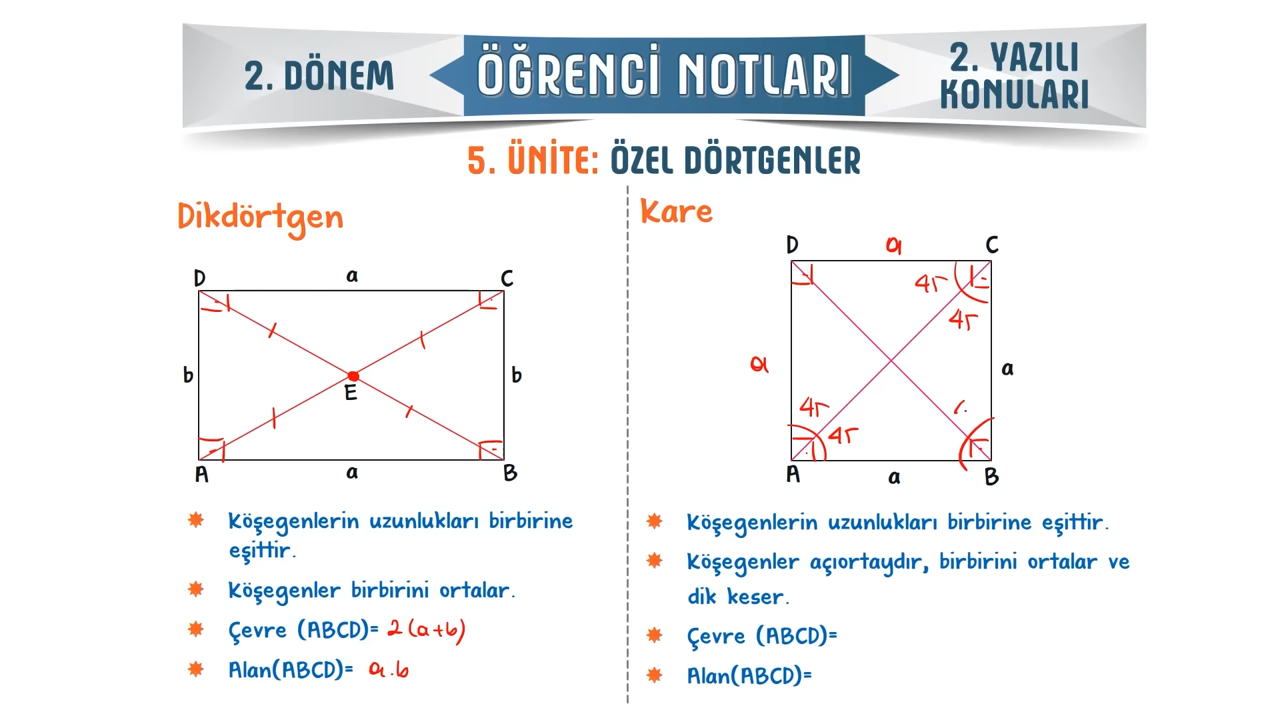 2. DÖNEM
ÖĞRENCİ NOTLARI
2. YAZILI
KONULARI
5. ÜNİTE: ÖZEL DÖRTGENLER
Dikdörtgen
D
a
C
b
E
b
A
a
B
Köşegenlerin uzunlukları birbirine
eşittir.
Köşegenler birbirini ortalar.
Çevre (ABCD)= 2(a+b)
Alan(ABCD)= a.b
Kare
D
a
C
45
45
a
a
45
45
A
a
B
Köşegenlerin uzunlukları birbirine eşittir.
Köşegenler açıortaydır, birbirini ortalar ve
dik keser.
Çevre (ABCD)=
Alan(ABCD)=